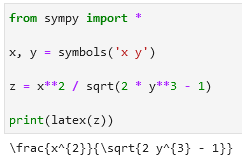 from sympy import *
x, y = symbols('x y')
z = x**2 / sqrt(2 * y**3 - 1)
print(latex(z))
\frac{x^{2}}{\sqrt{2 y^{3} - 1}}